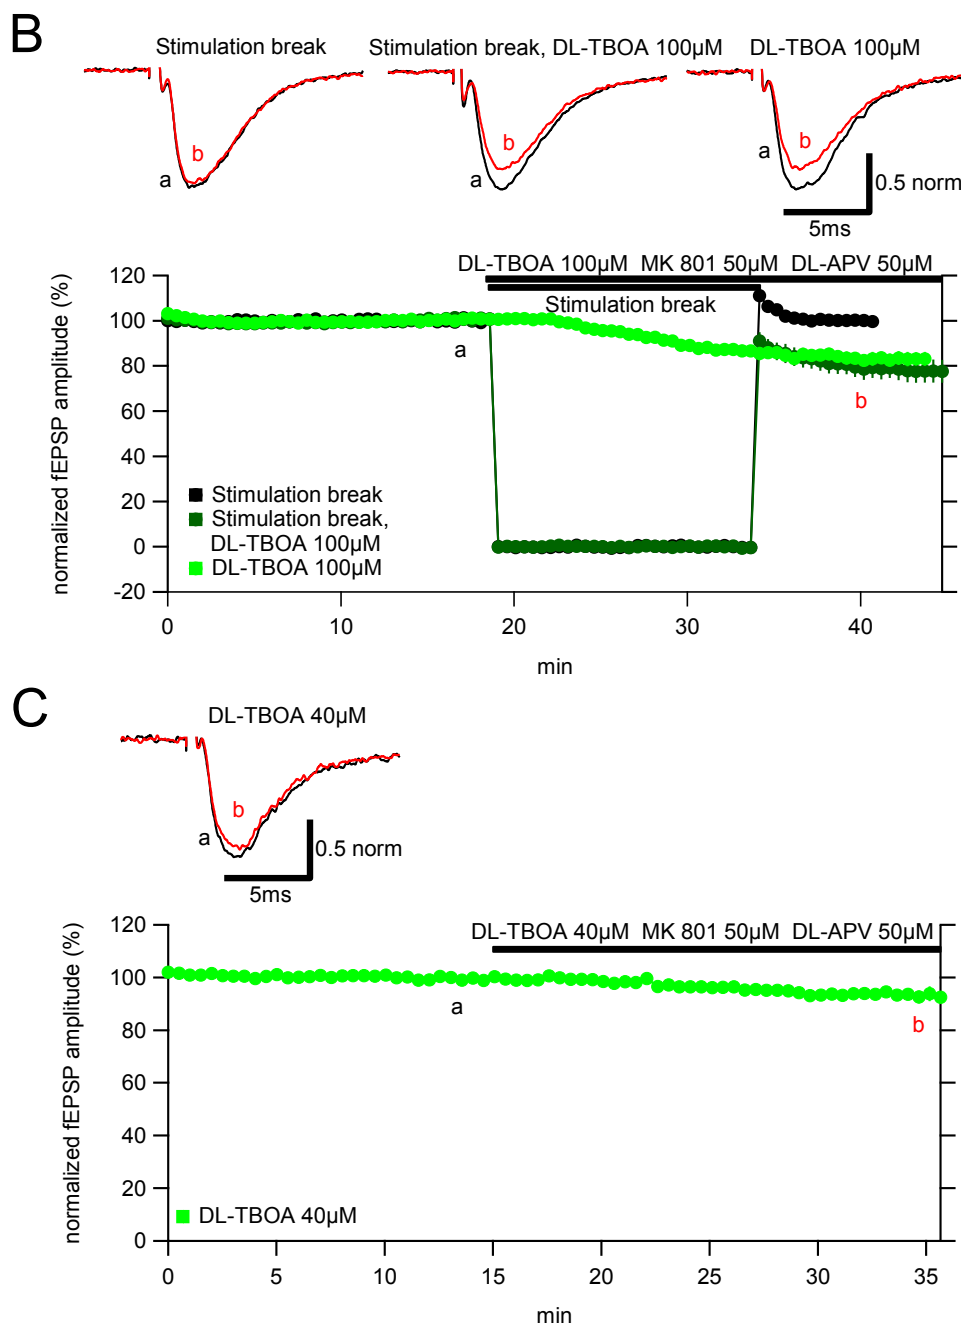 B
Stimulation break
Stimulation break, DL-TBOA 100µM
DL-TBOA 100µM
b
a
b
a
b
a
0.5 norm
5ms
normalized fEPSP amplitude (%)
120
100
80
60
40
20
0
-20
DL-TBOA 100µM MK 801 50µM DL-APV 50µM
Stimulation break
a
b
Stimulation break
Stimulation break,
DL-TBOA 100µM
DL-TBOA 100µM
0 10 20 30 40
min
C
DL-TBOA 40µM
b
a
0.5 norm
5ms
normalized fEPSP amplitude (%)
120
100
80
60
40
20
0
DL-TBOA 40µM MK 801 50µM DL-APV 50µM
a
b
DL-TBOA 40µM
0 5 10 15 20 25 30 35
min